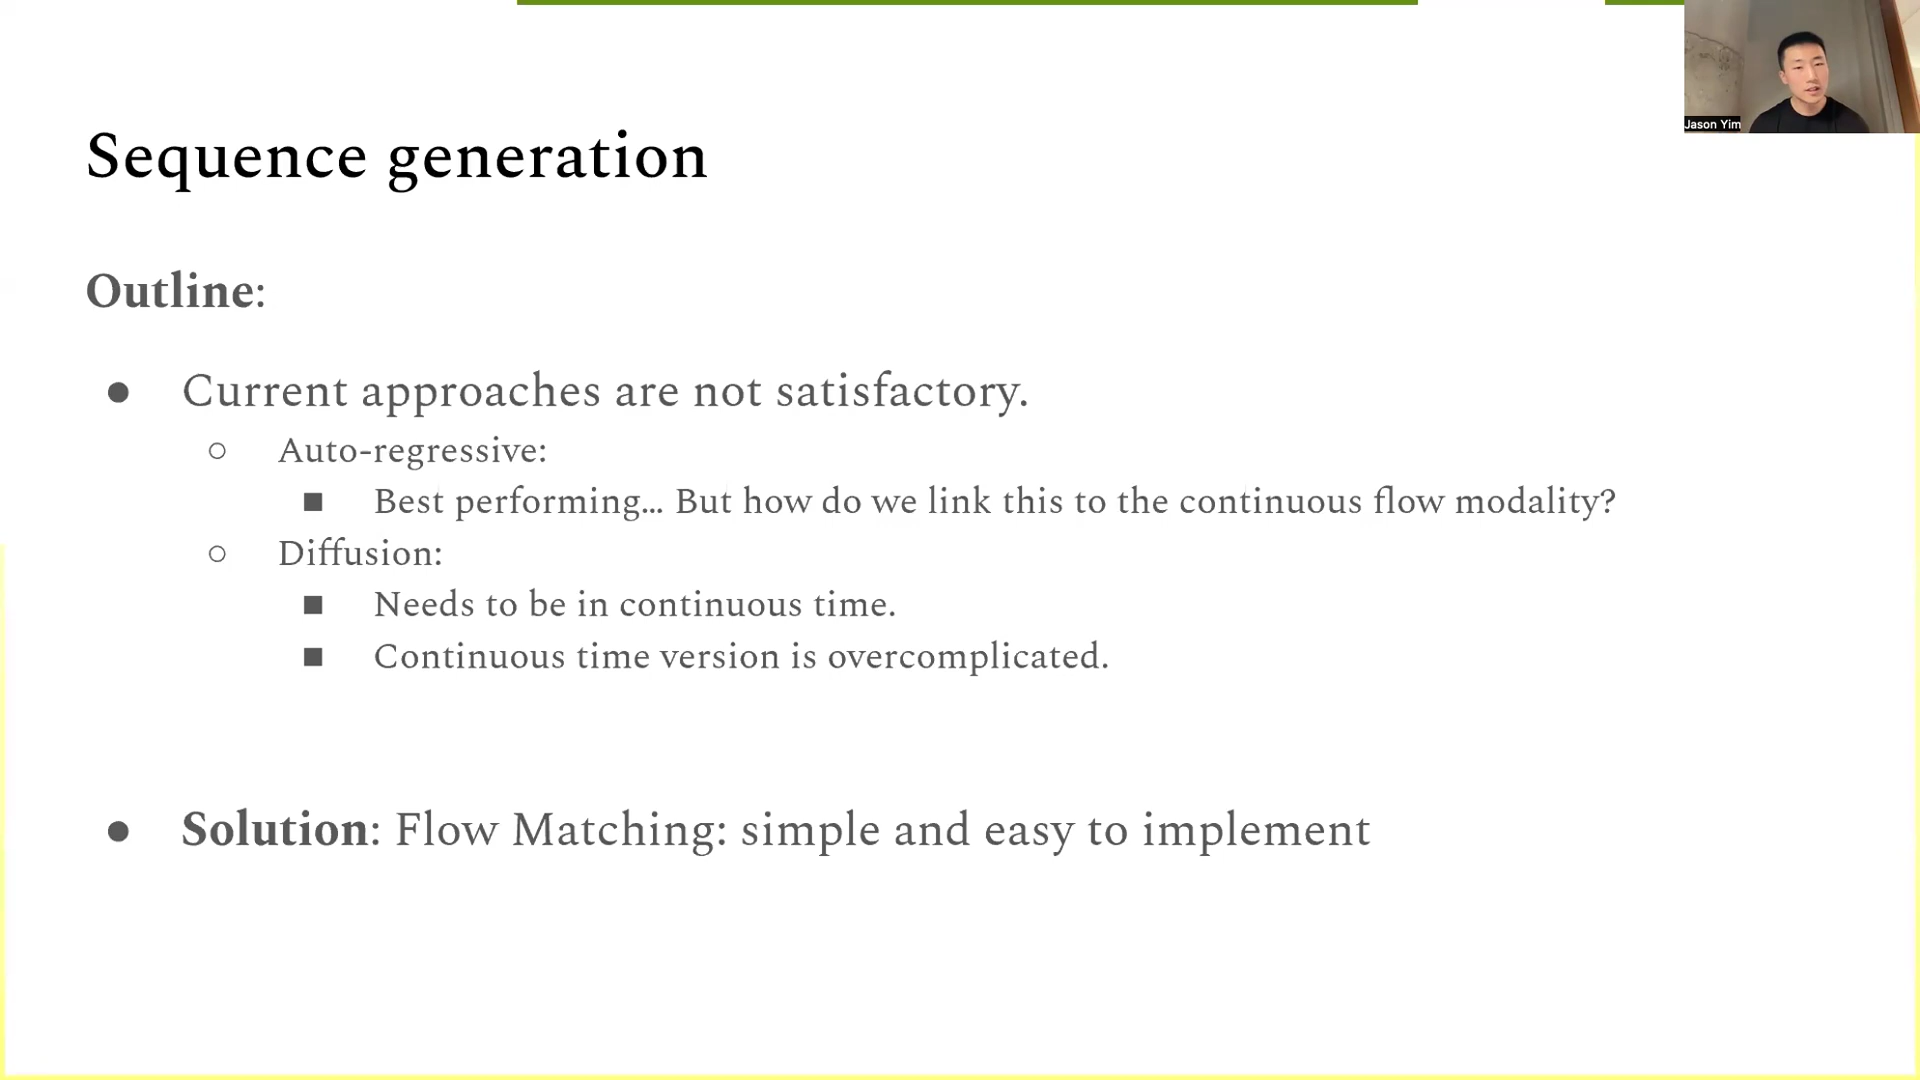 Jason Yim
Sequence generation
Outline:
● Current approaches are not satisfactory.
○ Auto-regressive:
■ Best performing... But how do we link this to the continuous flow modality?
○ Diffusion:
■ Needs to be in continuous time.
■ Continuous time version is overcomplicated.
● Solution: Flow Matching: simple and easy to implement